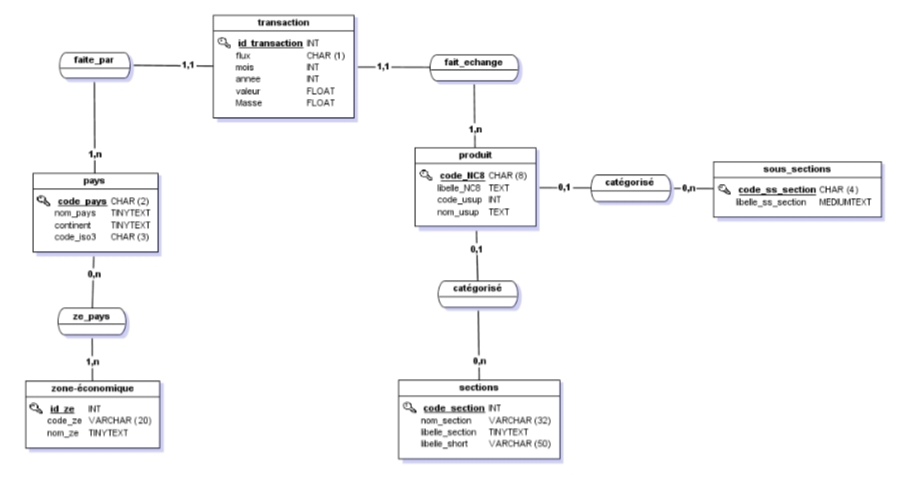 transaction
id_transaction INT
flux CHAR (1)
mois INT
annee INT
valeur FLOAT
Masse FLOAT
faite_par
1,1
1,1
fait_echange
1,n
1,n
pays
code_pays CHAR (2)
nom_pays TINYTEXT
continent TINYTEXT
code_iso3 CHAR (3)
produit
code_NC8 CHAR (8)
libelle_NC8 TEXT
code_usup INT
nom_usup TEXT
0,1
catégorisé
0,n
sous_sections
code_ss_section CHAR (4)
libelle_ss_section MEDIUMTEXT
0,n
0,1
ze_pays
catégorisé
1,n
0,n
zone-économique
id_ze INT
code_ze VARCHAR (20)
nom_ze TINYTEXT
sections
code_section INT
nom_section VARCHAR (32)
libelle_section TINYTEXT
libelle_short VARCHAR (50)